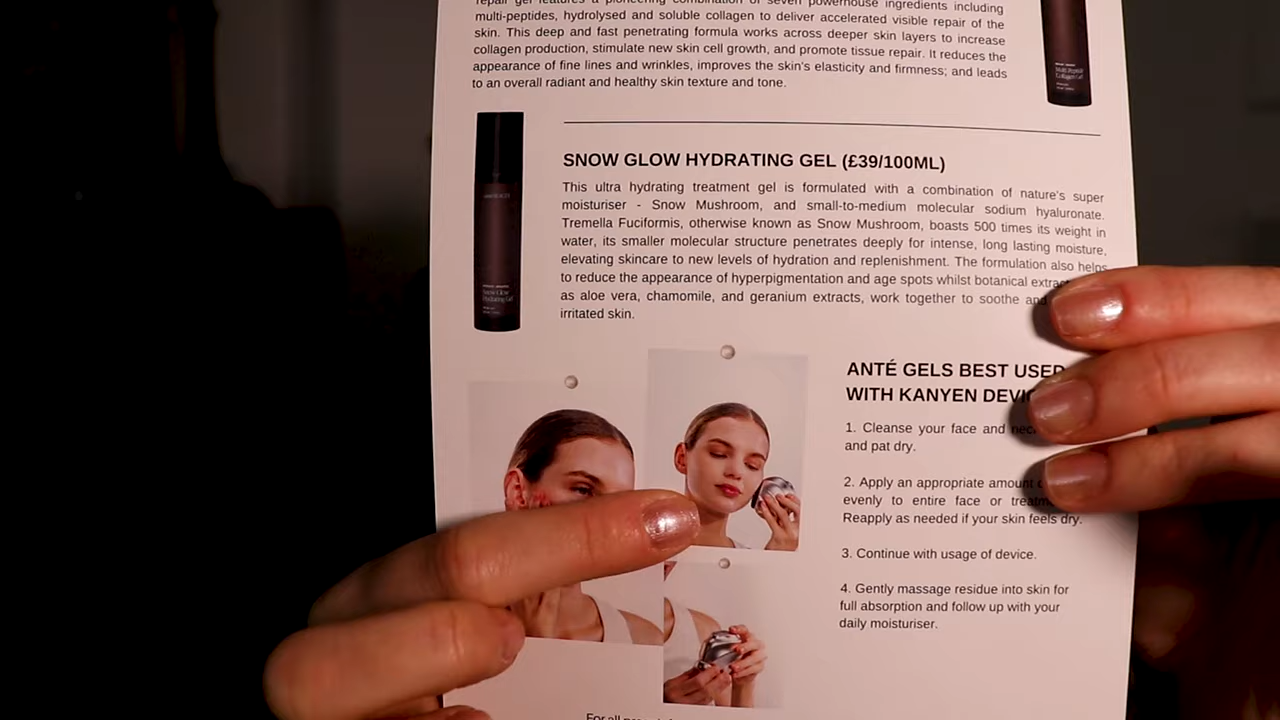 repair gel features a pioneering combination of seven powerhouse ingredients including
multi-peptides, hydrolysed and soluble collagen to deliver accelerated visible repair of the
skin. This deep and fast penetrating formula works across deeper skin layers to increase
collagen production, stimulate new skin cell growth, and promote tissue repair. It reduces the
appearance of fine lines and wrinkles, improves the skin's elasticity and firmness; and leads
to an overall radiant and healthy skin texture and tone.
Multi-Peptide
Collagen Gel
SNOW GLOW HYDRATING GEL (£39/100ML)
This ultra hydrating treatment gel is formulated with a combination of nature's super
moisturiser - Snow Mushroom, and small-to-medium molecular sodium hyaluronate.
Tremella Fuciformis, otherwise known as Snow Mushroom, boasts 500 times its weight in
water, its smaller molecular structure penetrates deeply for intense, long lasting moisture,
elevating skincare to new levels of hydration and replenishment. The formulation also helps
to reduce the appearance of hyperpigmentation and age spots whilst botanical
as aloe vera, chamomile, and geranium extracts, work together to soothe
irritated skin.
Snow Glow
Hydrating Gel
ANTÉ GELS BEST USED
WITH KANYEN
1. Cleanse your face and
and pat dry.
2. Apply an appropriate amount
evenly to entire face or
Reapply as needed if your skin feels dry.
3. Continue with usage of device.
4. Gently massage residue into skin for
full absorption and follow up with your
daily moisturiser.
For all